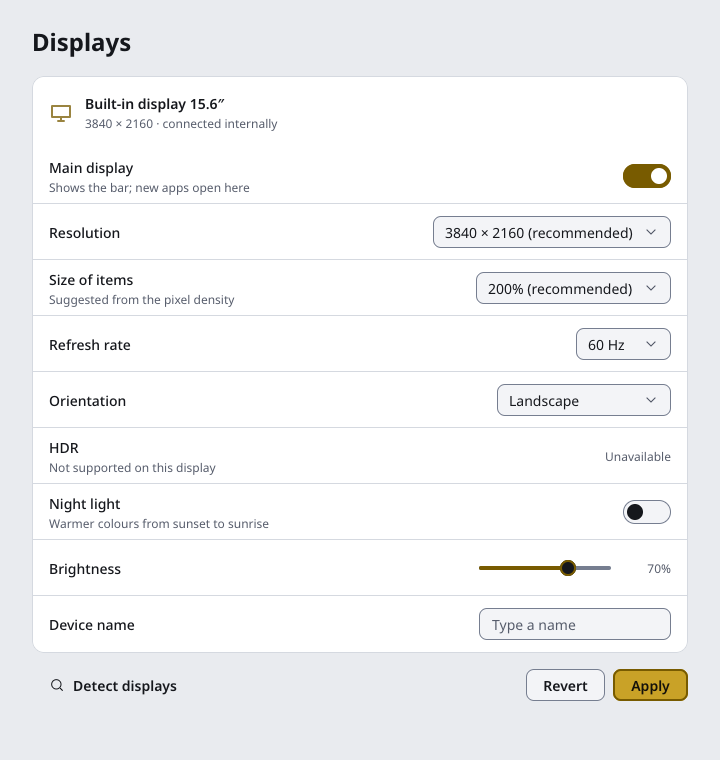 Displays
Built-in display 15.6″
3840 × 2160 · connected internally
Main display
Shows the bar; new apps open here
Resolution
3840 × 2160 (recommended)
Size of items
Suggested from the pixel density
200% (recommended)
Refresh rate
60 Hz
Orientation
Landscape
HDR
Not supported on this display
Unavailable
Night light
Warmer colours from sunset to sunrise
Brightness
70%
Device name
Type a name
Detect displays
Revert
Apply